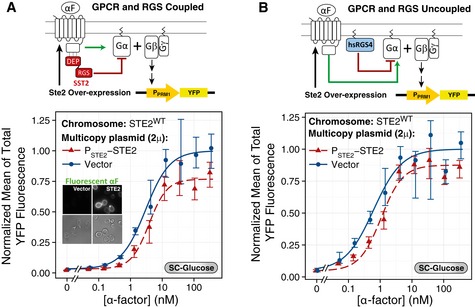 A
GPCR and RGS Coupled
αF
DEP
RGS
SST2
Gα + Gβ Gγ
Ste2 Over-expression
PPRM1 YFP
Chromosome: STE2WT
Multicopy plasmid (2μ):
PSTE2–STE2
Vector
Fluorescent αF
Vector STE2
SC-Glucose
Normalized Mean of Total
YFP Fluorescence
1.25
1.00
0.75
0.50
0.25
0.00
0 0.1 1 10 100
[α-factor] (nM)
B
GPCR and RGS Uncoupled
αF
hsRGS4
Gα + Gβ Gγ
Ste2 Over-expression
PPRM1 YFP
Chromosome: STE2WT
Multicopy plasmid (2μ):
PSTE2–STE2
Vector
SC-Glucose
Normalized Mean of Total
YFP Fluorescence
1.25
1.00
0.75
0.50
0.25
0.00
0 0.1 1 10 100
[α-factor] (nM)